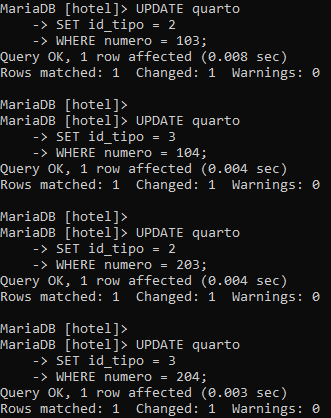 MariaDB [hotel]> UPDATE quarto
    -> SET id_tipo = 2
    -> WHERE numero = 103;
Query OK, 1 row affected (0.008 sec)
Rows matched: 1  Changed: 1  Warnings: 0

MariaDB [hotel]>
MariaDB [hotel]> UPDATE quarto
    -> SET id_tipo = 3
    -> WHERE numero = 104;
Query OK, 1 row affected (0.004 sec)
Rows matched: 1  Changed: 1  Warnings: 0

MariaDB [hotel]>
MariaDB [hotel]> UPDATE quarto
    -> SET id_tipo = 2
    -> WHERE numero = 203;
Query OK, 1 row affected (0.004 sec)
Rows matched: 1  Changed: 1  Warnings: 0

MariaDB [hotel]>
MariaDB [hotel]> UPDATE quarto
    -> SET id_tipo = 3
    -> WHERE numero = 204;
Query OK, 1 row affected (0.003 sec)
Rows matched: 1  Changed: 1  Warnings: 0